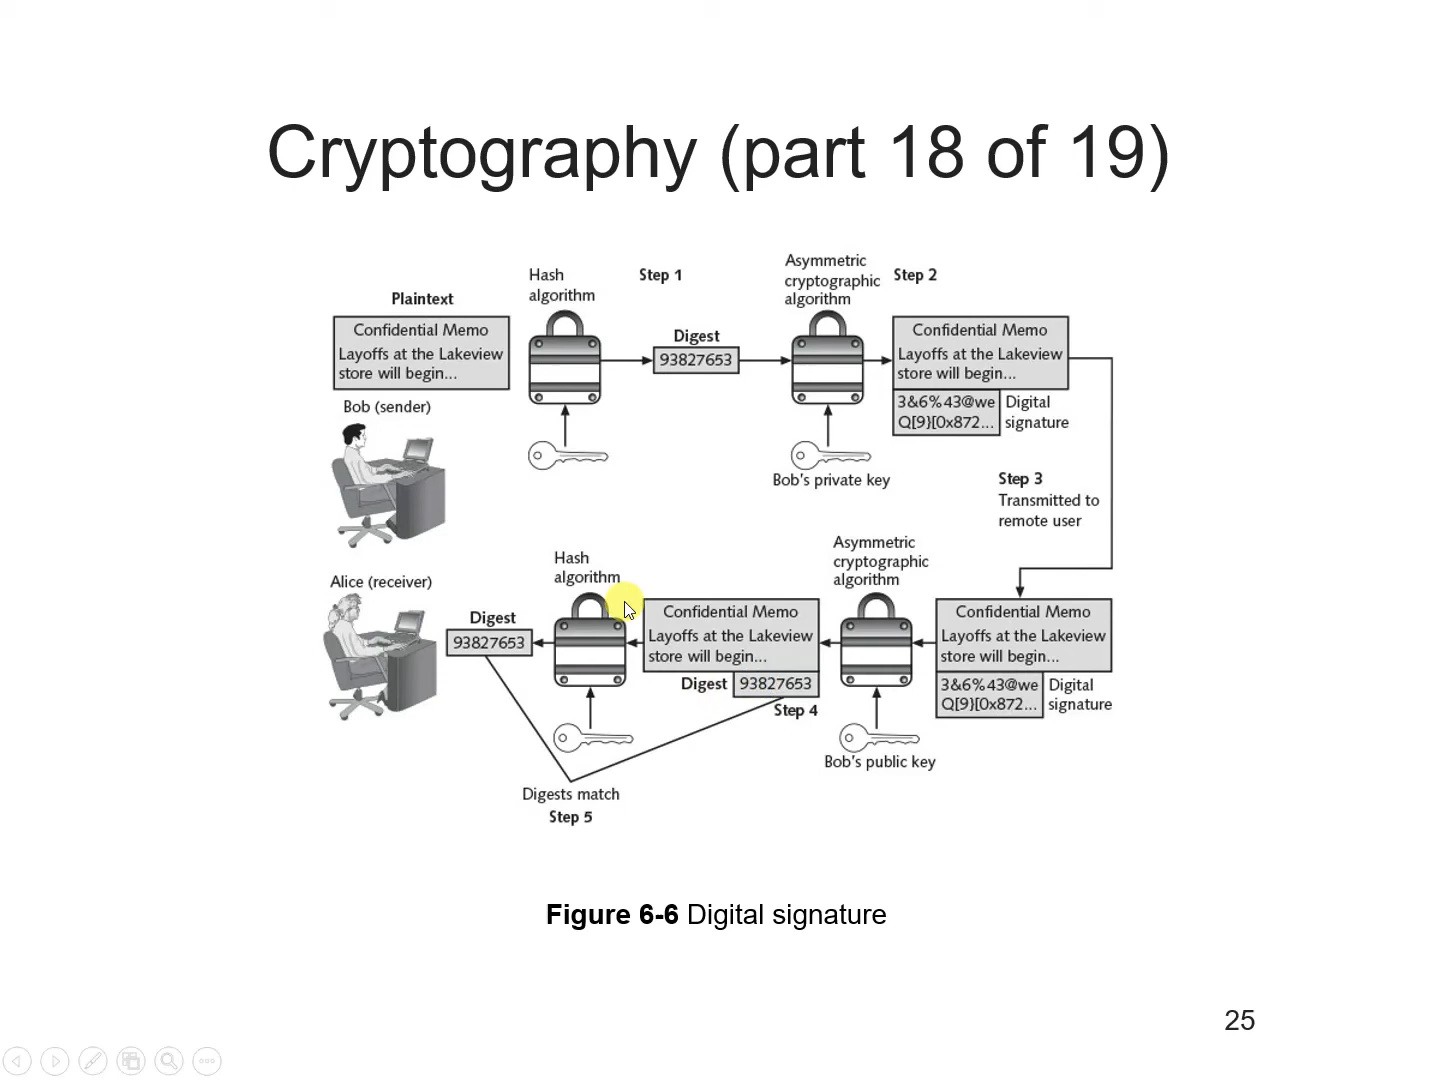 Cryptography (part 18 of 19)
Hash
algorithm
Step 1
Asymmetric
cryptographic
algorithm
Step 2
Plaintext
Confidential Memo
Layoffs at the Lakeview
store will begin...
Digest
93827653
Confidential Memo
Layoffs at the Lakeview
store will begin...
3&6%43@we
Q[9}[0x872...
Digital
signature
Bob (sender)
Bob's private key
Step 3
Transmitted to
remote user
Alice (receiver)
Digest
93827653
Hash
algorithm
Confidential Memo
Layoffs at the Lakeview
store will begin...
Digest 93827653
Step 4
Asymmetric
cryptographic
algorithm
Confidential Memo
Layoffs at the Lakeview
store will begin...
3&6%43@we
Q[9}[0x872...
Digital
signature
Bob's public key
Digests match
Step 5
Figure 6-6 Digital signature
25